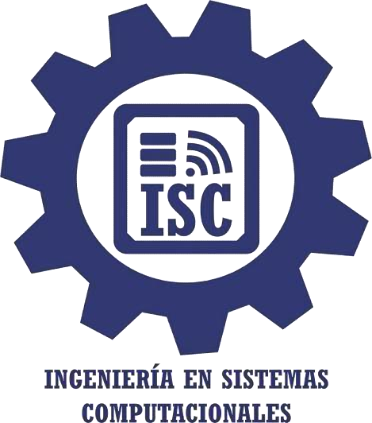 ISC
INGENIERÍA EN SISTEMAS
COMPUTACIONALES